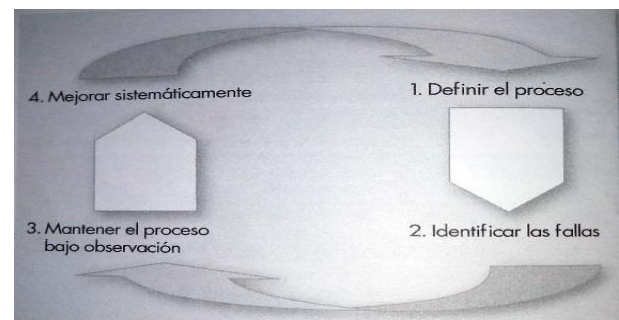 4. Mejorar sistemáticamente
1. Definir el proceso
3. Mantener el proceso
bajo observación
2. Identificar las fallas